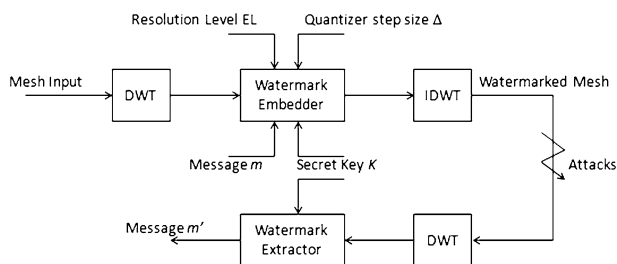 Resolution Level EL
Quantizer step size Δ
Mesh Input
DWT
Watermark
Embedder
IDWT
Watermarked Mesh
Message m
Secret Key K
Attacks
Message m'
Watermark
Extractor
DWT